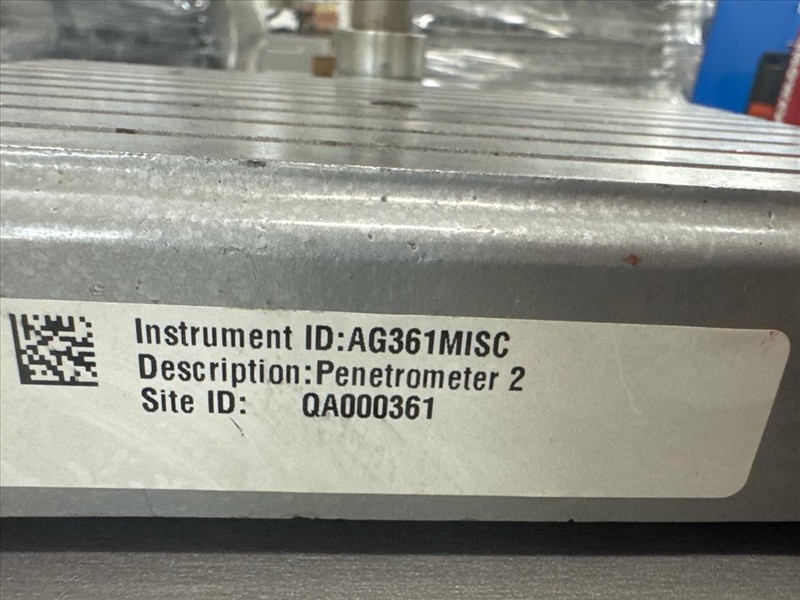 Instrument ID:AG361MISC
Description:Penetrometer 2
Site ID: QA000361